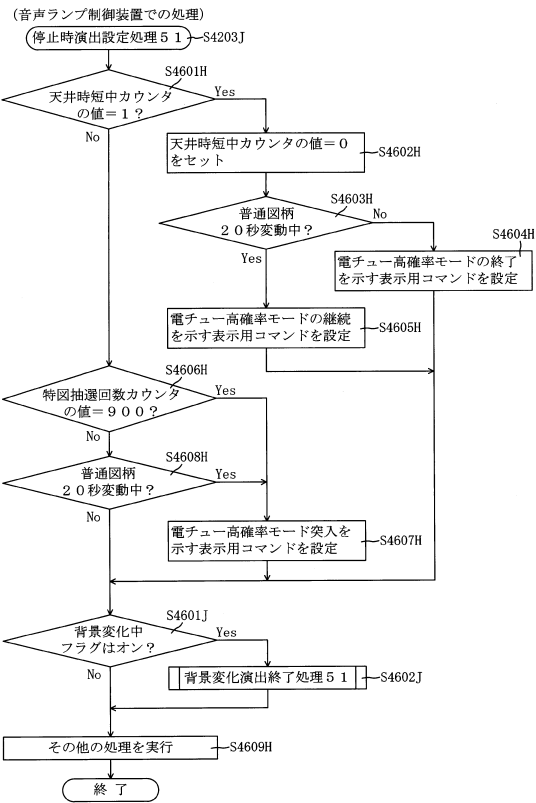 (音声ランプ制御装置での処理)
停止時演出設定処理51
S4203J
S4601H
天井時短中カウンタ
の値=1?
Yes
No
天井時短中カウンタの値=0
をセット
S4602H
S4603H
普通図柄
20秒変動中?
No
Yes
S4604H
電チュー高確率モードの終了
を示す表示用コマンドを設定
電チュー高確率モードの継続
を示す表示用コマンドを設定
S4605H
S4606H
特図抽選回数カウンタ
の値=900?
Yes
No
S4608H
普通図柄
20秒変動中?
Yes
No
電チュー高確率モード突入を
示す表示用コマンドを設定
S4607H
S4601J
背景変化中
フラグはオン?
Yes
No
背景変化演出終了処理51
S4602J
その他の処理を実行
S4609H
終了